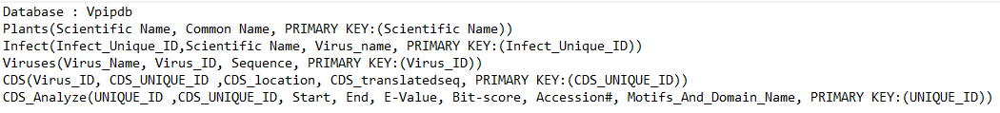 Database : Vpipdb
Plants(Scientific Name, Common Name, PRIMARY KEY:(Scientific Name))
Infect(Infect_Unique_ID,Scientific Name, Virus_name, PRIMARY KEY:(Infect_Unique_ID))
Viruses(Virus_Name, Virus_ID, Sequence, PRIMARY KEY:(Virus_ID))
CDS(Virus_ID, CDS_UNIQUE_ID ,CDS_location, CDS_translatedseq, PRIMARY KEY:(CDS_UNIQUE_ID))
CDS_Analyze(UNIQUE_ID ,CDS_UNIQUE_ID, Start, End, E-Value, Bit-score, Accession#, Motifs_And_Domain_Name, PRIMARY KEY:(UNIQUE_ID))